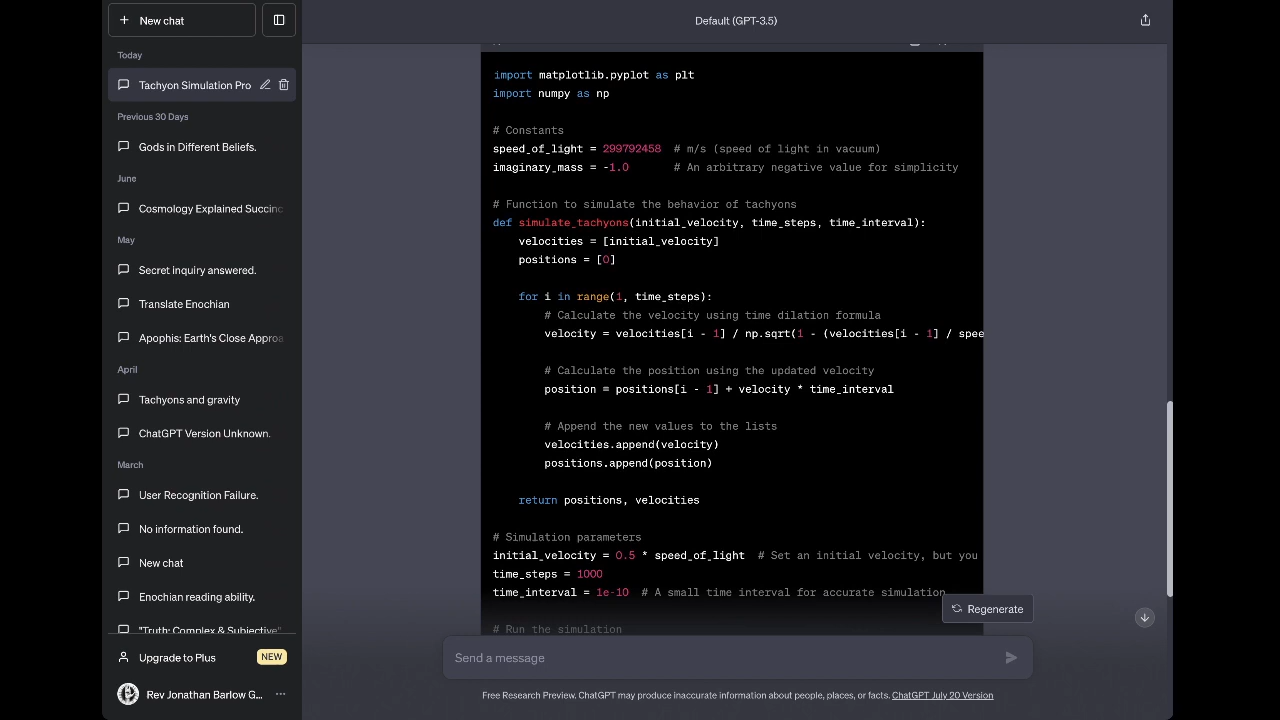 New chat
Today
Tachyon Simulation Pro
Previous 30 Days
Gods in Different Beliefs.
June
Cosmology Explained Succinc
May
Secret inquiry answered.
Translate Enochian
Apophis: Earth's Close Approa
April
Tachyons and gravity
ChatGPT Version Unknown.
March
User Recognition Failure.
No information found.
New chat
Enochian reading ability.
"Truth: Complex & Subjective"
Upgrade to Plus NEW
Rev Jonathan Barlow G...
Default (GPT-3.5)
import matplotlib.pyplot as plt
import numpy as np
# Constants
speed_of_light = 299792458  # m/s (speed of light in vacuum)
imaginary_mass = -1.0       # An arbitrary negative value for simplicity
# Function to simulate the behavior of tachyons
def simulate_tachyons(initial_velocity, time_steps, time_interval):
    velocities = [initial_velocity]
    positions = [0]
    for i in range(1, time_steps):
        # Calculate the velocity using time dilation formula
        velocity = velocities[i - 1] / np.sqrt(1 - (velocities[i - 1] / spee
        # Calculate the position using the updated velocity
        position = positions[i - 1] + velocity * time_interval
        # Append the new values to the lists
        velocities.append(velocity)
        positions.append(position)
    return positions, velocities
# Simulation parameters
initial_velocity = 0.5 * speed_of_light  # Set an initial velocity, but you
time_steps = 1000
time_interval = 1e-10  # A small time interval for accurate simulation
Regenerate
# Run the simulation
Send a message
Free Research Preview. ChatGPT may produce inaccurate information about people, places, or facts. ChatGPT July 20 Version